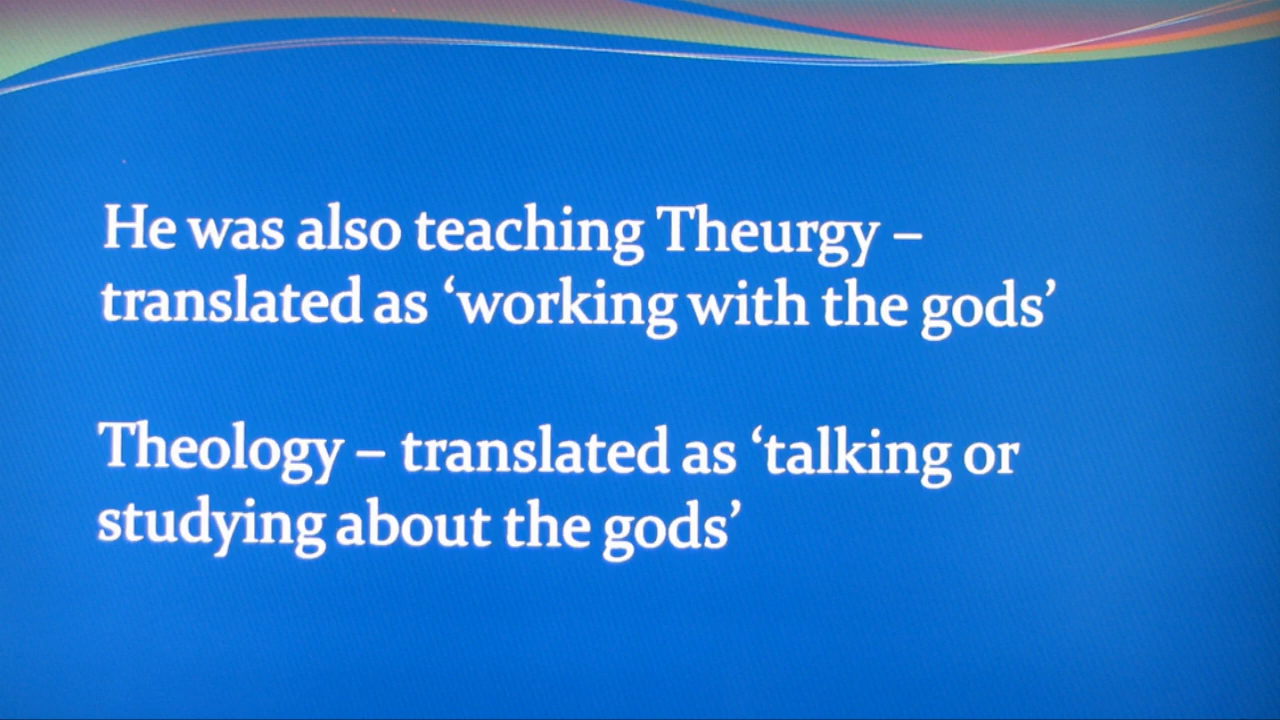 He was also teaching Theurgy –
translated as ‘working with the gods’
Theology – translated as ‘talking or
studying about the gods’